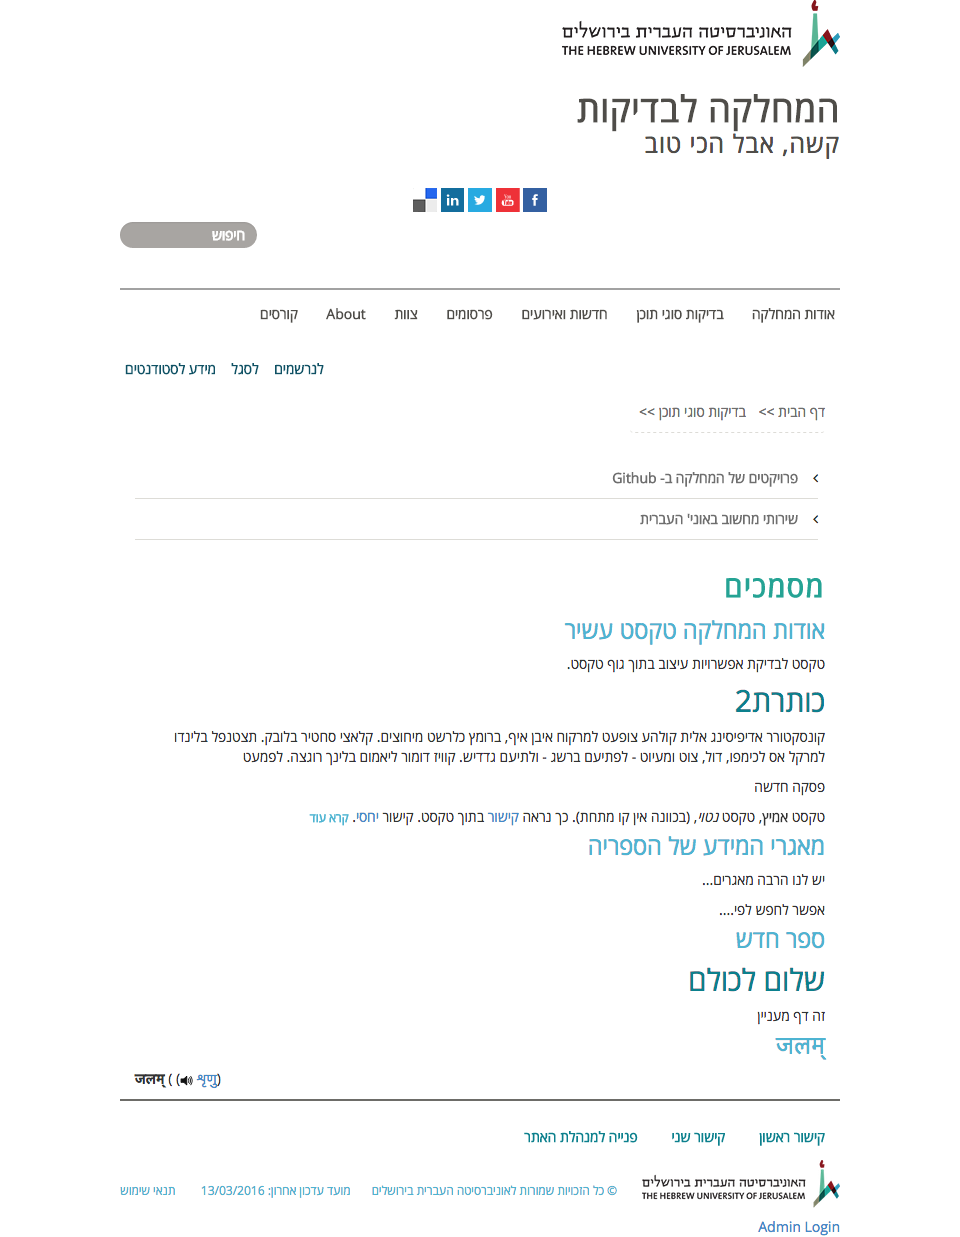 האוניברסיטה העברית בירושלים
THE HEBREW UNIVERSITY OF JERUSALEM
המחלקה לבדיקות
קשה, אבל הכי טוב
חיפוש
אודות המחלקה בדיקות סוגי תוכן חדשות ואירועים פרסומים צוות About קורסים
לנרשמים לסגל מידע לסטודנטים
דף הבית >> בדיקות סוגי תוכן >>
פרויקטים של המחלקה ב- Github
שירותי מחשוב באוני' העברית
מסמכים
אודות המחלקה טקסט עשיר
טקסט לבדיקת אפשרויות עיצוב בתוך גוף טקסט.
כותרת2
קונסקטורר אדיפיסינג אלית קולהע צופעט למרקוח איבן איף, ברומץ כלרשט מיחוצים. קלאצי סחטיר בלובק. תצטנפל בלינדו
למרקל אס לכימפו, דול, צוט ומעיוט - לפתיעם ברשג - ולתיעם גדדיש. קוויז דומור ליאמום בלינך רוגצה. לפמעט
פסקה חדשה
טקסט אמיץ, טקסט נטוי, (בכוונה אין קו מתחת). כך נראה קישור בתוך טקסט. קישור יחסי. קרא עוד
מאגרי המידע של הספריה
יש לנו הרבה מאגרים...
אפשר לחפש לפי....
ספר חדש
שלום לכולם
זה דף מעניין
जलम्
जलम् ( (शृणु)
קישור ראשון קישור שני פנייה למנהלת האתר
האוניברסיטה העברית בירושלים
THE HEBREW UNIVERSITY OF JERUSALEM
© כל הזכויות שמורות לאוניברסיטה העברית בירושלים מועד עדכון אחרון: 13/03/2016 תנאי שימוש
Admin Login